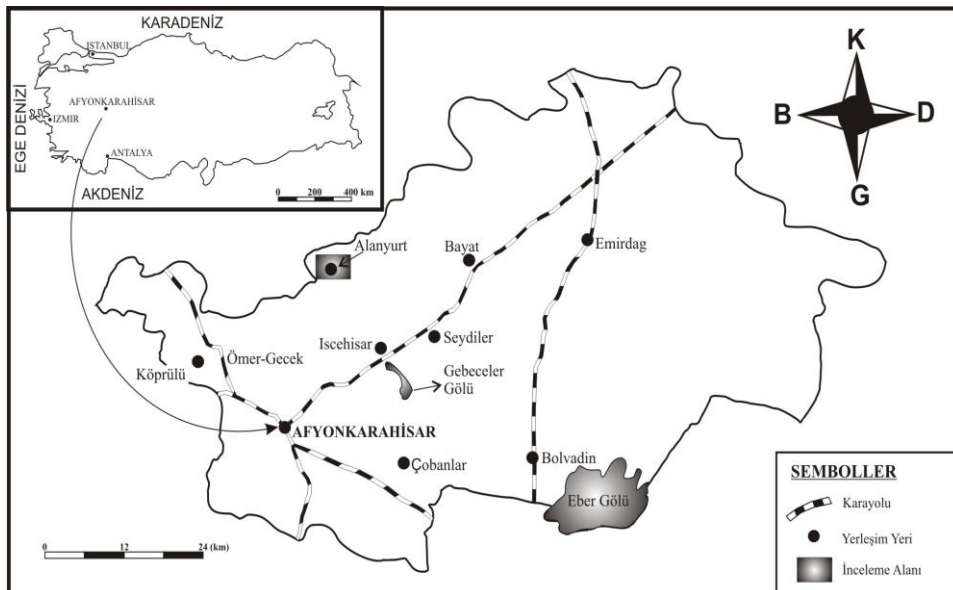 KARADENİZ
ISTANBUL
EGE DENİZİ
AFYONKARAHİSAR
IZMIR
ANTALYA
AKDENİZ
0 200 400 km
K
B
D
G
Alanyurt
Bayat
Emirdag
Iscehisar
Seydiler
Ömer-Gecek
Köprülü
Gebeceler
Gölü
AFYONKARAHİSAR
Çobanlar
Bolvadin
Eber Gölü
0 12 24 (km)
SEMBOLLER
Karayolu
Yerleşim Yeri
İnceleme Alanı